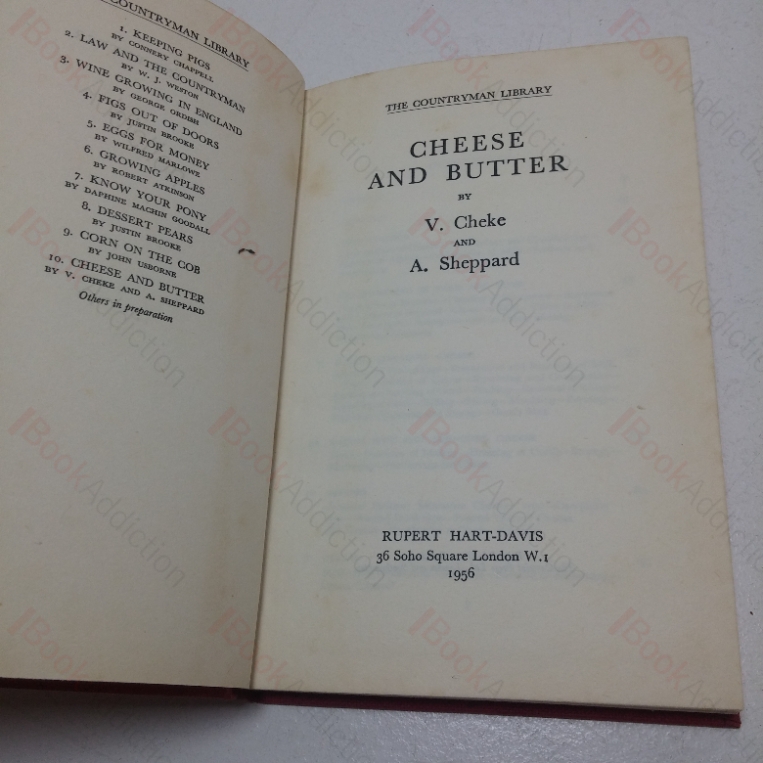 COUNTRYMAN LIBRARY
1. KEEPING PIGS
BY CONNERY CHAPPELL
2. LAW AND THE COUNTRYMAN
BY W. J. WESTON
3. WINE GROWING IN ENGLAND
BY GEORGE ORDISH
4. FIGS OUT OF DOORS
BY JUSTIN BROOKE
5. EGGS FOR MONEY
BY WILFRED MARLOWE
6. GROWING APPLES
BY ROBERT ATKINSON
7. KNOW YOUR PONY
BY DAPHNE MACHIN GOODALL
8. DESSERT PEARS
BY JUSTIN BROOKE
9. CORN ON THE COB
BY JOHN USBORNE
10. CHEESE AND BUTTER
BY V. CHEKE AND A. SHEPPARD
Others in preparation
THE COUNTRYMAN LIBRARY
CHEESE
AND BUTTER
BY
V. Cheke
AND
A. Sheppard
RUPERT HART-DAVIS
36 Soho Square London W.1
1956
BookAddiction